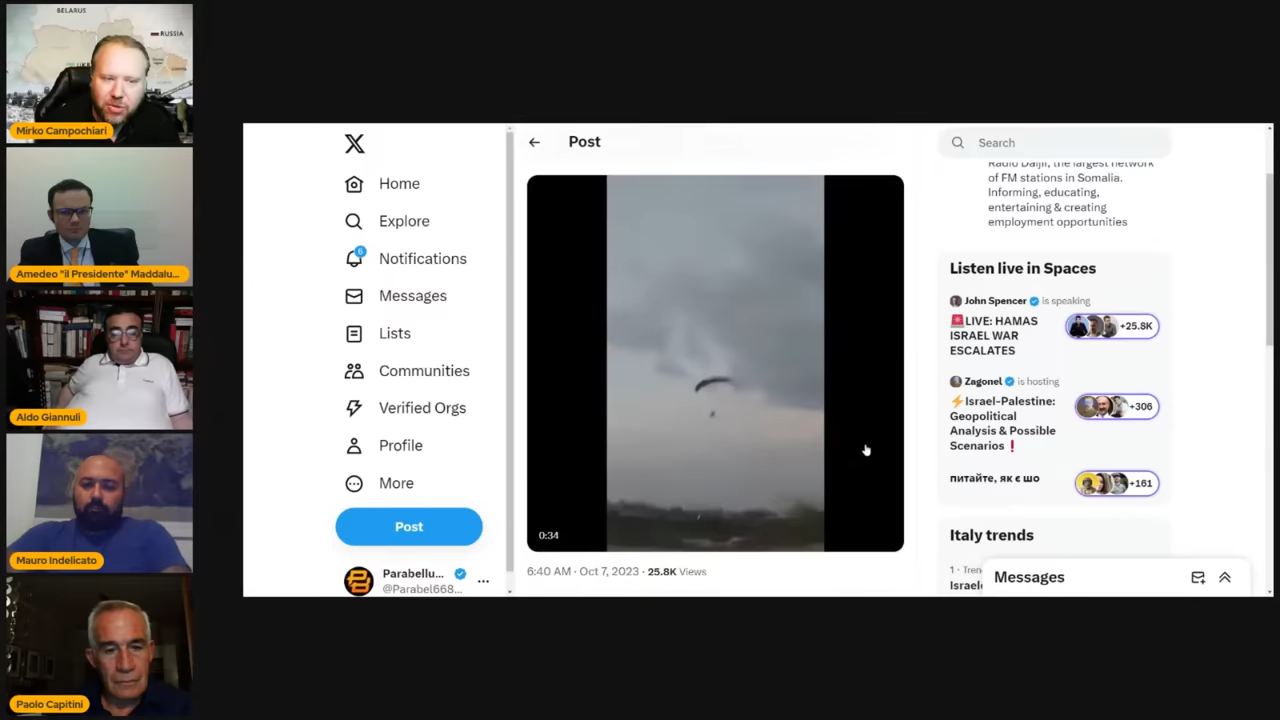 BELARUS
RUSSIA
Mirko Campochiari
Amedeo "il Presidente" Maddalu...
Aldo Giannuli
Mauro Indelicato
Paolo Capitini
X
Home
Explore
6
Notifications
Messages
Lists
Communities
Verified Orgs
Profile
More
Post
Parabellu...
@Parabel668...
Post
0:34
6:40 AM · Oct 7, 2023 · 25.8K Views
Search
Radio Daljir, the largest network
of FM stations in Somalia.
Informing, educating,
entertaining & creating
employment opportunities
Listen live in Spaces
John Spencer is speaking
🚨LIVE: HAMAS
ISRAEL WAR
ESCALATES
+25.8K
Zagonel is hosting
⚡Israel-Palestine:
Geopolitical
Analysis & Possible
Scenarios❗
+306
питайте, як є шо
+161
Italy trends
Messages